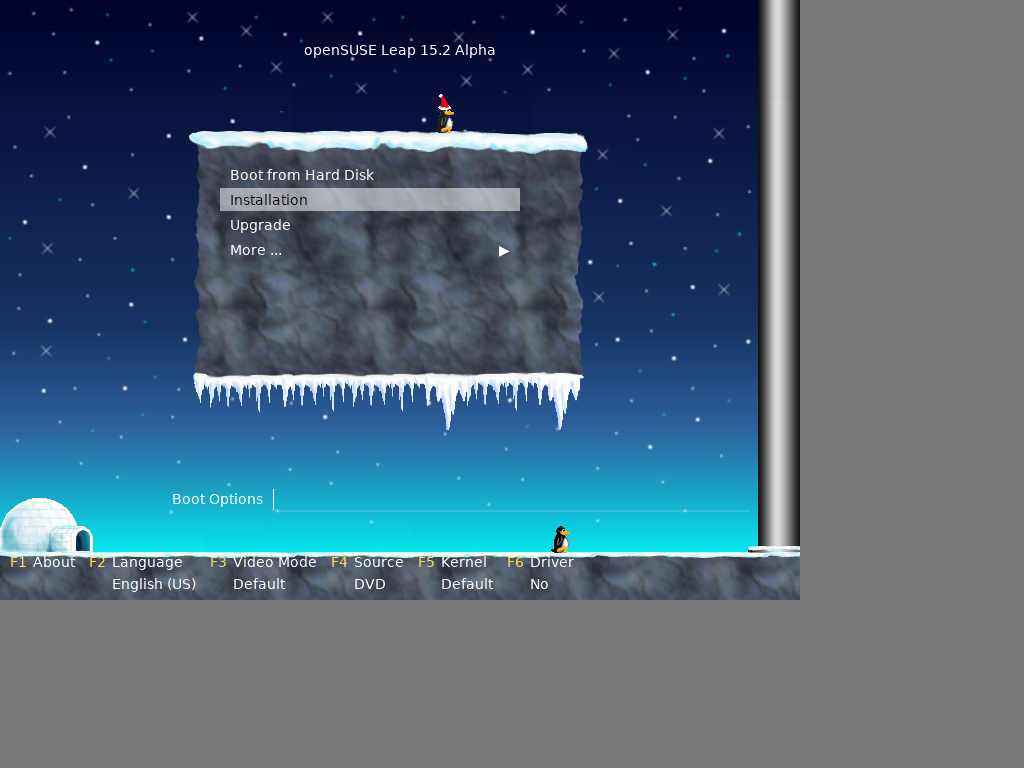 openSUSE Leap 15.2 Alpha
Boot from Hard Disk
Installation
Upgrade
More ...
Boot Options
F1 About F2 Language F3 Video Mode F4 Source F5 Kernel F6 Driver
English (US) Default DVD Default No